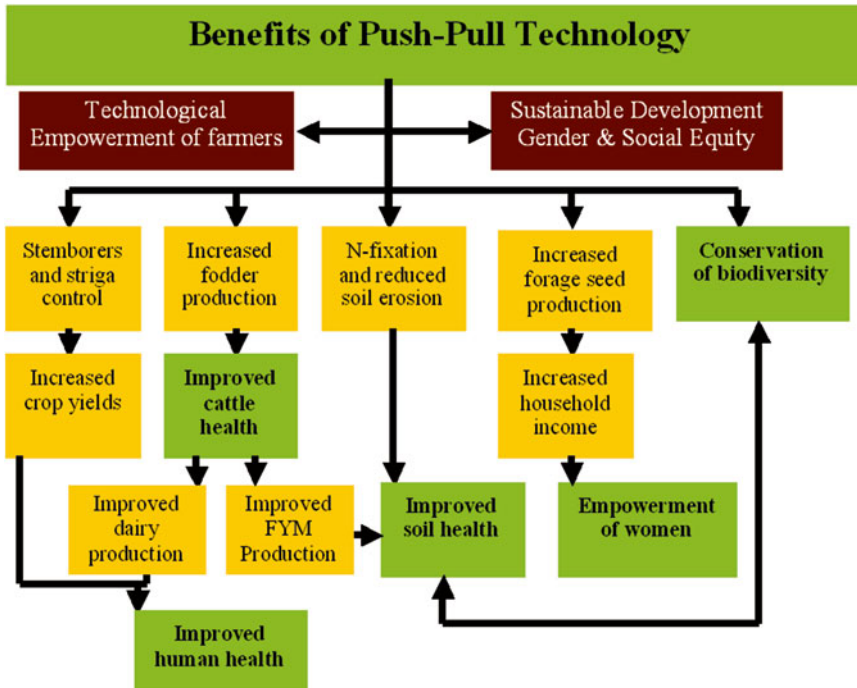 Benefits of Push-Pull Technology
Technological
Empowerment of farmers
Sustainable Development
Gender & Social Equity
Stemborers
and striga
control
Increased
fodder
production
N-fixation
and reduced
soil erosion
Increased
forage seed
production
Conservation
of biodiversity
Increased
crop yields
Improved
cattle
health
Increased
household
income
Improved
dairy
production
Improved
FYM
Production
Improved
soil health
Empowerment
of women
Improved
human health